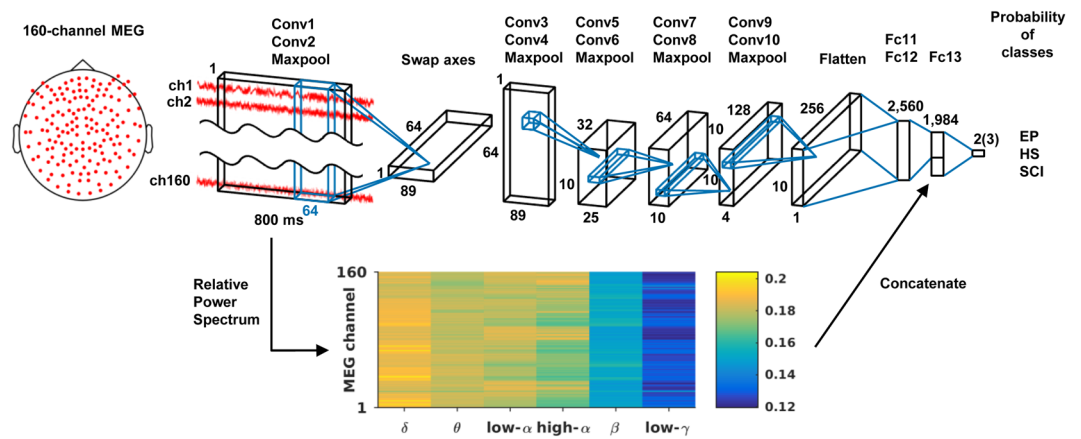 160-channel MEG
Conv1
Conv2
Maxpool
Swap axes
Conv3
Conv4
Maxpool
Conv5
Conv6
Maxpool
Conv7
Conv8
Maxpool
Conv9
Conv10
Maxpool
Flatten
Fc11
Fc12
Fc13
Probability
of
classes
1
ch1
ch2
ch160
64
800 ms
64
64
1
89
1
89
32
10
25
64
10
10
10
128
10
4
256
10
1
2,560
1,984
2(3)
EP
HS
SCI
Relative
Power
Spectrum
Concatenate
MEG channel
160
1
δ
θ
low-α
high-α
β
low-γ
0.2
0.18
0.16
0.14
0.12